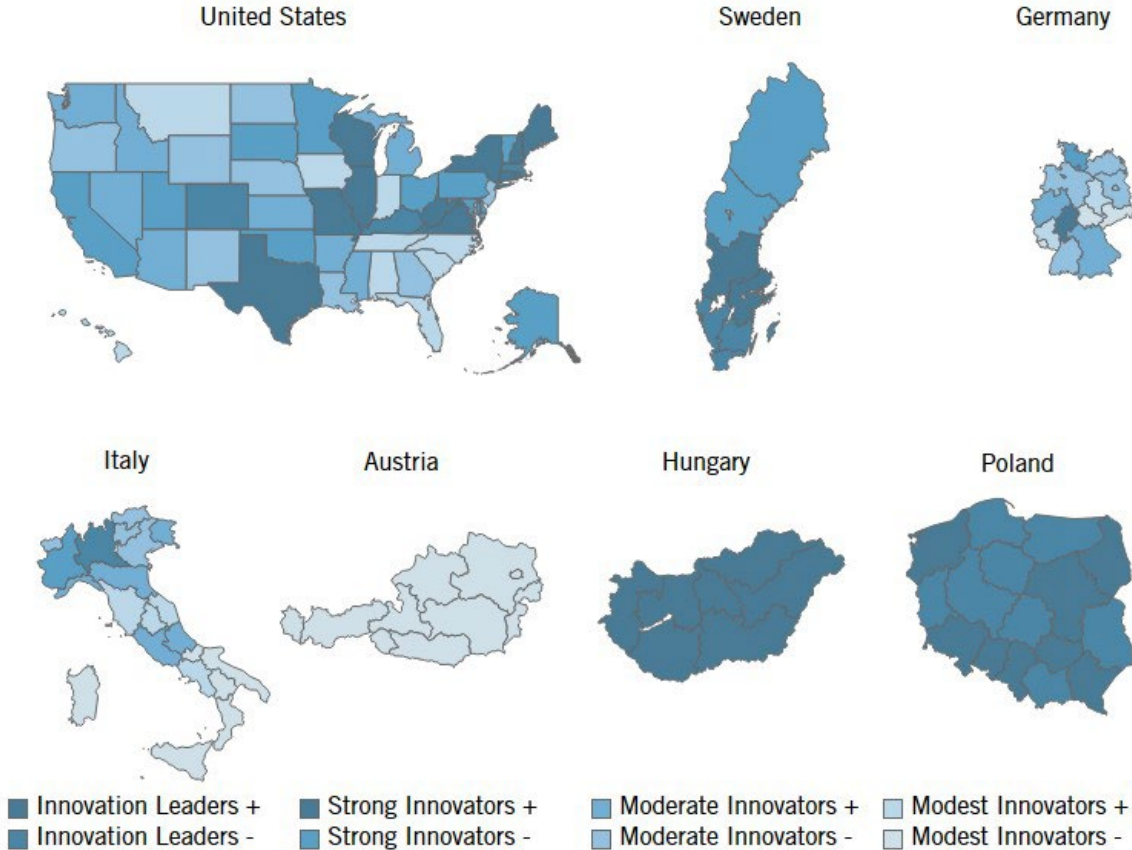 United States
Sweden
Germany
Italy
Austria
Hungary
Poland
Innovation Leaders +
Strong Innovators +
Moderate Innovators +
Modest Innovators +
Innovation Leaders -
Strong Innovators -
Moderate Innovators -
Modest Innovators -